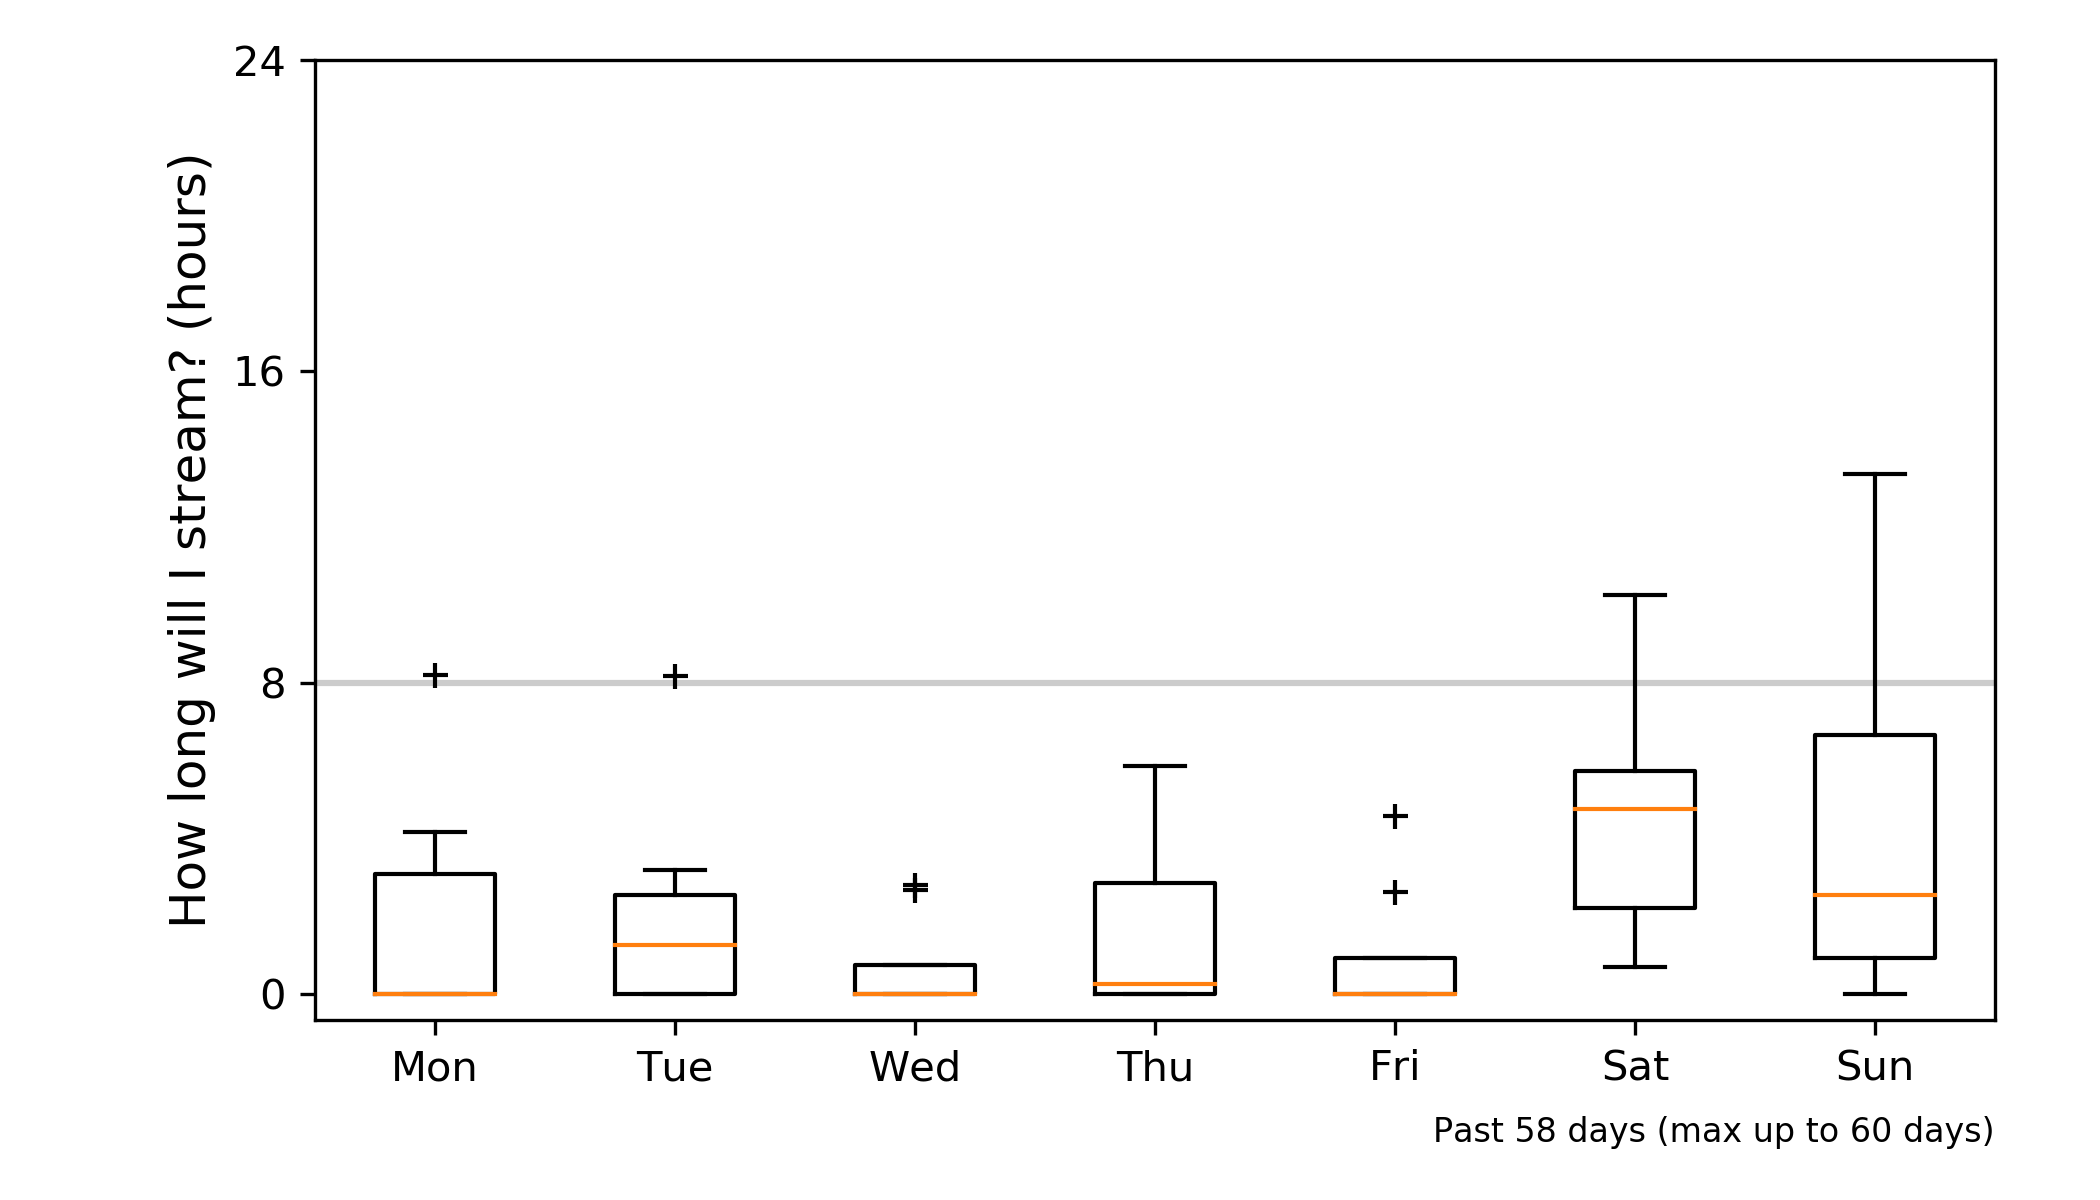 How long will I stream? (hours)
24
16
8
0
Mon Tue Wed Thu Fri Sat Sun
Past 58 days (max up to 60 days)